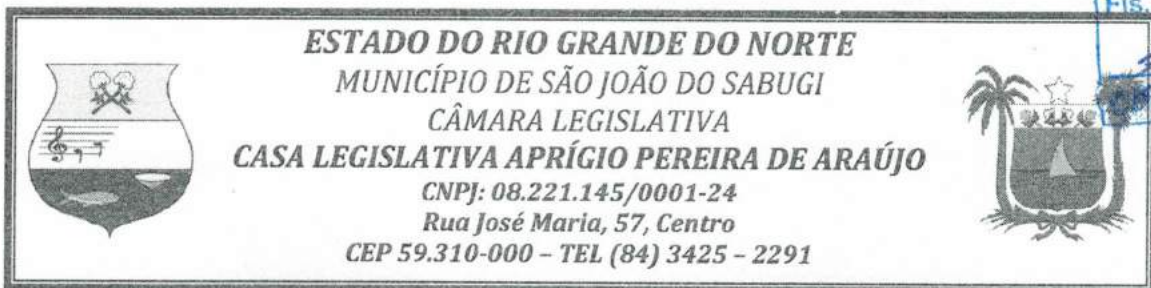 Fls.
ESTADO DO RIO GRANDE DO NORTE
MUNICÍPIO DE SÃO JOÃO DO SABUGI
CÂMARA LEGISLATIVA
CASA LEGISLATIVA APRÍGIO PEREIRA DE ARAÚJO
CNPJ: 08.221.145/0001-24
Rua José Maria, 57, Centro
CEP 59.310-000 – TEL (84) 3425 – 2291